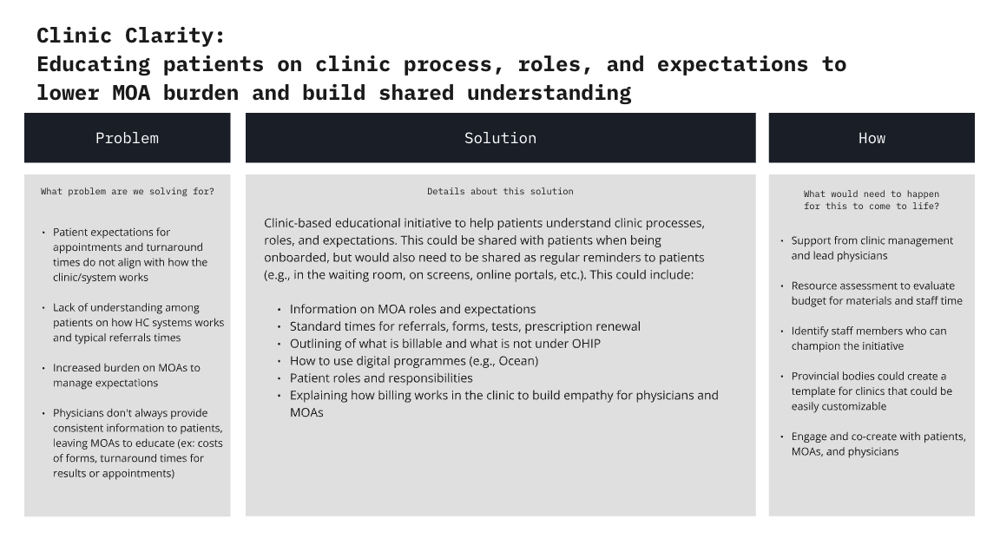 Clinic Clarity:
Educating patients on clinic process, roles, and expectations to
lower MOA burden and build shared understanding
Problem
What problem are we solving for?
• Patient expectations for
appointments and turnaround
times do not align with how the
clinic/system works
• Lack of understanding among
patients on how HC systems works
and typical referrals times
• Increased burden on MOAs to
manage expectations
• Physicians don't always provide
consistent information to patients,
leaving MOAs to educate (ex: costs
of forms, turnaround times for
results or appointments)
Solution
Details about this solution
Clinic-based educational initiative to help patients understand clinic processes,
roles, and expectations. This could be shared with patients when being
onboarded, but would also need to be shared as regular reminders to patients
(e.g., in the waiting room, on screens, online portals, etc.). This could include:
• Information on MOA roles and expectations
• Standard times for referrals, forms, tests, prescription renewal
• Outlining of what is billable and what is not under OHIP
• How to use digital programmes (e.g., Ocean)
• Patient roles and responsibilities
• Explaining how billing works in the clinic to build empathy for physicians and
MOAs
How
What would need to happen
for this to come to life?
• Support from clinic management
and lead physicians
• Resource assessment to evaluate
budget for materials and staff time
• Identify staff members who can
champion the initiative
• Provincial bodies could create a
template for clinics that could be
easily customizable
• Engage and co-create with patients,
MOAs, and physicians